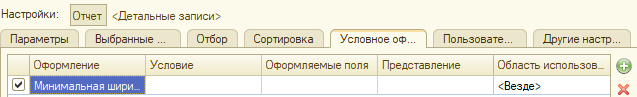 Настройки: Отчет <Детальные записи>
Параметры Выбранные ... Отбор Сортировка Условное оф... Пользовате... Другие настр...
Оформление Условие Оформляемые поля Представление Область использов...
Минимальная шири... <Везде>